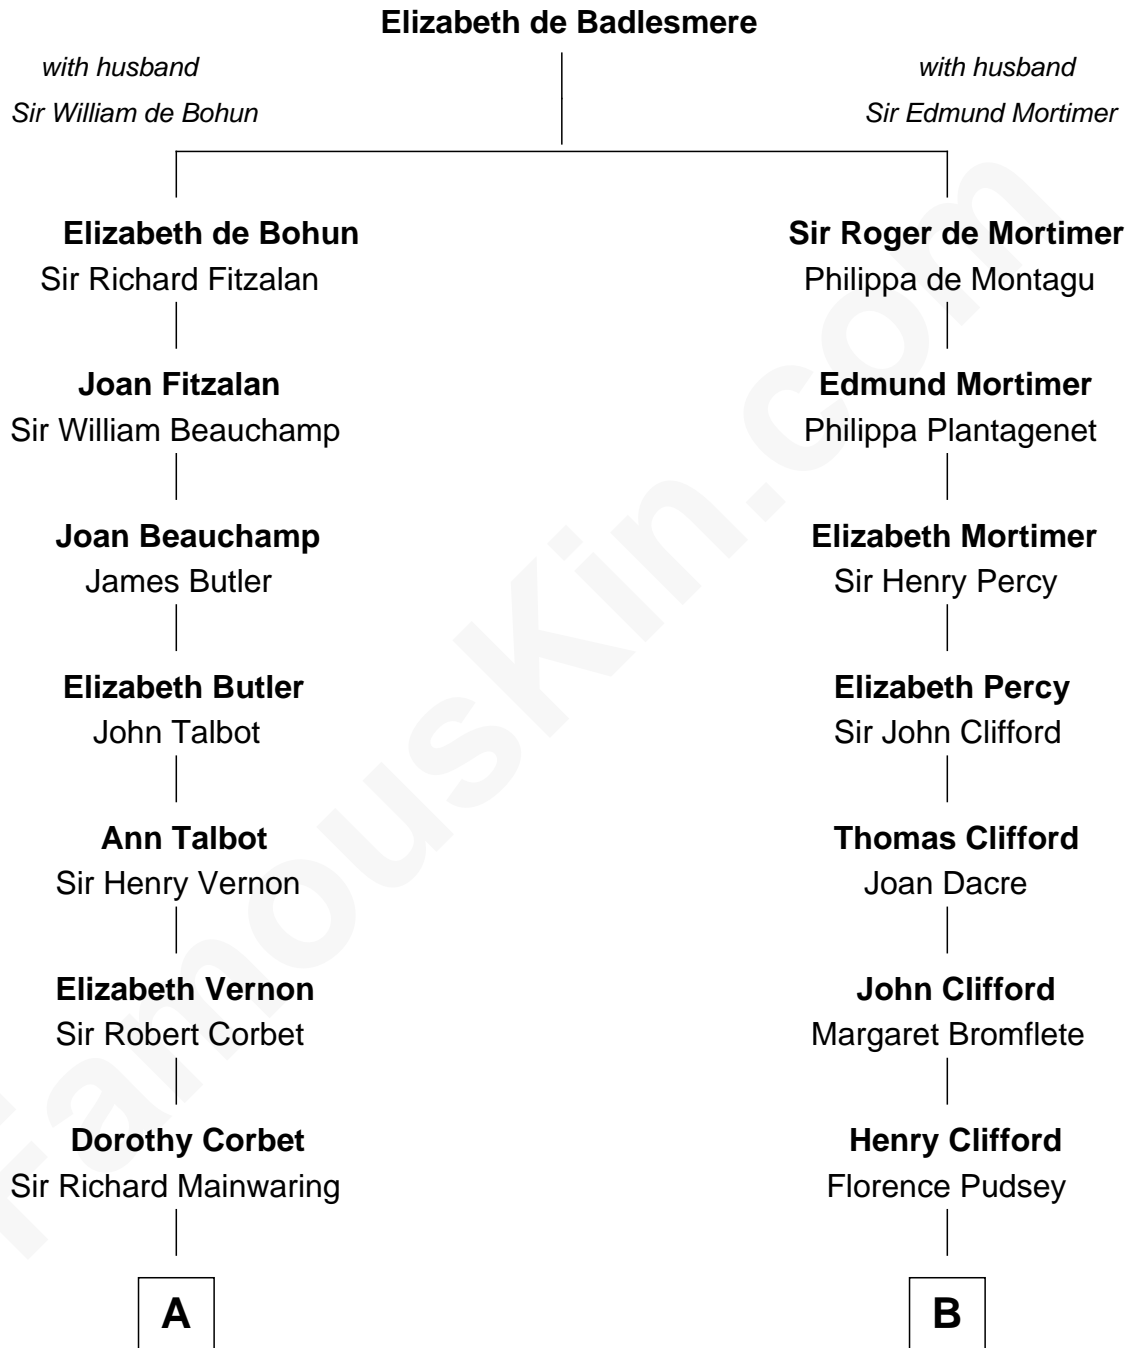 Elizabeth de Badlesmere
with husband
Sir William de Bohun
with husband
Sir Edmund Mortimer
Elizabeth de Bohun
Sir Richard Fitzalan
Sir Roger de Mortimer
Philippa de Montagu
Joan Fitzalan
Sir William Beauchamp
Edmund Mortimer
Philippa Plantagenet
Joan Beauchamp
James Butler
Elizabeth Mortimer
Sir Henry Percy
Elizabeth Butler
John Talbot
Elizabeth Percy
Sir John Clifford
Ann Talbot
Sir Henry Vernon
Thomas Clifford
Joan Dacre
Elizabeth Vernon
Sir Robert Corbet
John Clifford
Margaret Bromflete
Dorothy Corbet
Sir Richard Mainwaring
Henry Clifford
Florence Pudsey
A
B
FamousKin.com